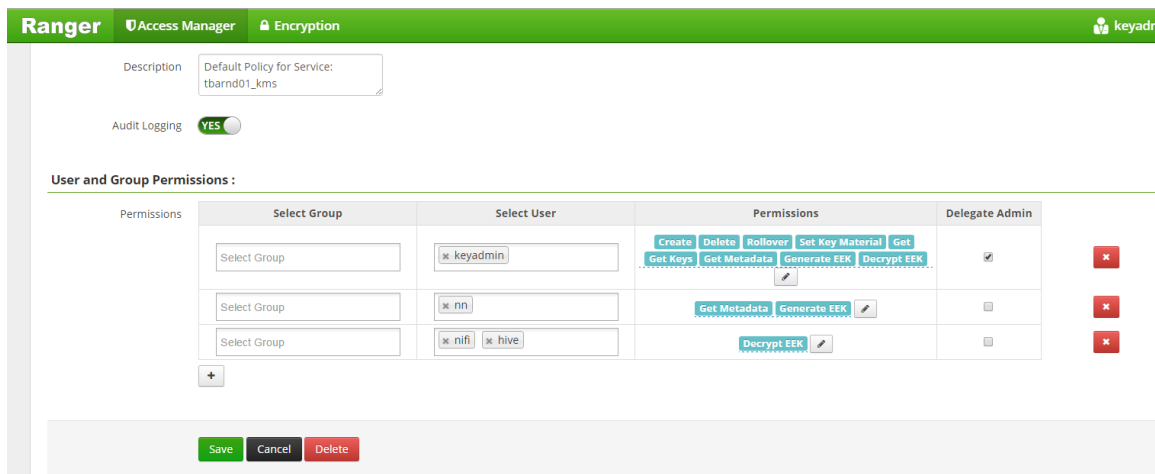 Ranger Access Manager Encryption keyadm
Description Default Policy for Service:
tbarnd01_kms
Audit Logging YES
User and Group Permissions :
Permissions Select Group Select User Permissions Delegate Admin
Select Group × keyadmin Create Delete Rollover Set Key Material Get
Get Keys Get Metadata Generate EEK Decrypt EEK
Select Group × nn Get Metadata Generate EEK
Select Group × nifi × hive Decrypt EEK
+
Save Cancel Delete